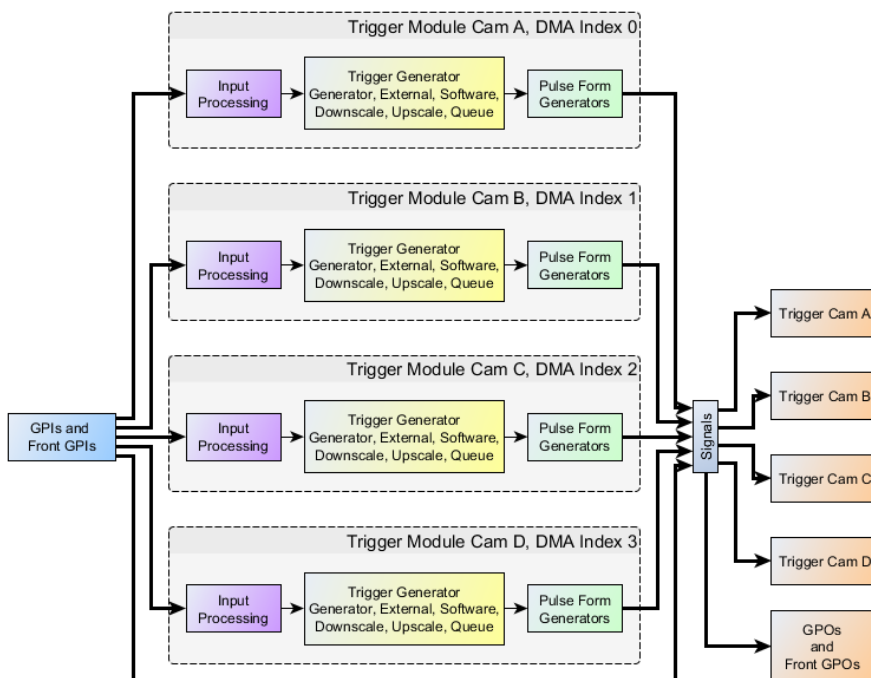 Trigger Module Cam A, DMA Index 0
Input
Processing
Trigger Generator
Generator, External, Software,
Downscale, Upscale, Queue
Pulse Form
Generators
Trigger Module Cam B, DMA Index 1
Input
Processing
Trigger Generator
Generator, External, Software,
Downscale, Upscale, Queue
Pulse Form
Generators
Trigger Module Cam C, DMA Index 2
Input
Processing
Trigger Generator
Generator, External, Software,
Downscale, Upscale, Queue
Pulse Form
Generators
Trigger Module Cam D, DMA Index 3
Input
Processing
Trigger Generator
Generator, External, Software,
Downscale, Upscale, Queue
Pulse Form
Generators
GPIs and
Front GPIs
Signals
Trigger Cam A
Trigger Cam B
Trigger Cam C
Trigger Cam D
GPOs
and
Front GPOs